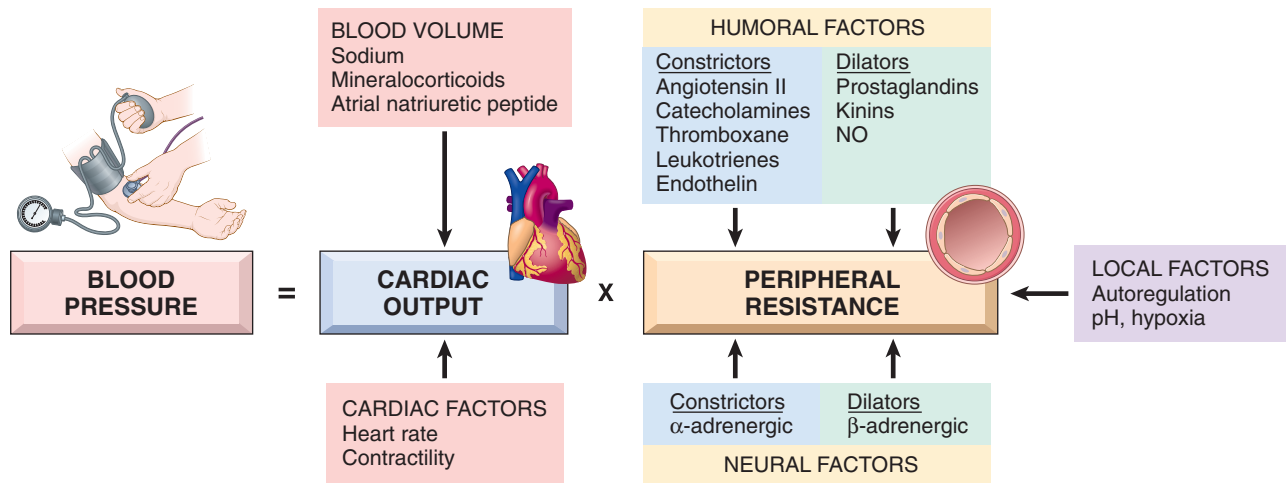 BLOOD VOLUME
Sodium
Mineralocorticoids
Atrial natriuretic peptide
HUMORAL FACTORS
Constrictors
Angiotensin II
Catecholamines
Thromboxane
Leukotrienes
Endothelin
Dilators
Prostaglandins
Kinins
NO
BLOOD
PRESSURE
=
CARDIAC
OUTPUT
x
PERIPHERAL
RESISTANCE
LOCAL FACTORS
Autoregulation
pH, hypoxia
CARDIAC FACTORS
Heart rate
Contractility
Constrictors
α-adrenergic
Dilators
β-adrenergic
NEURAL FACTORS